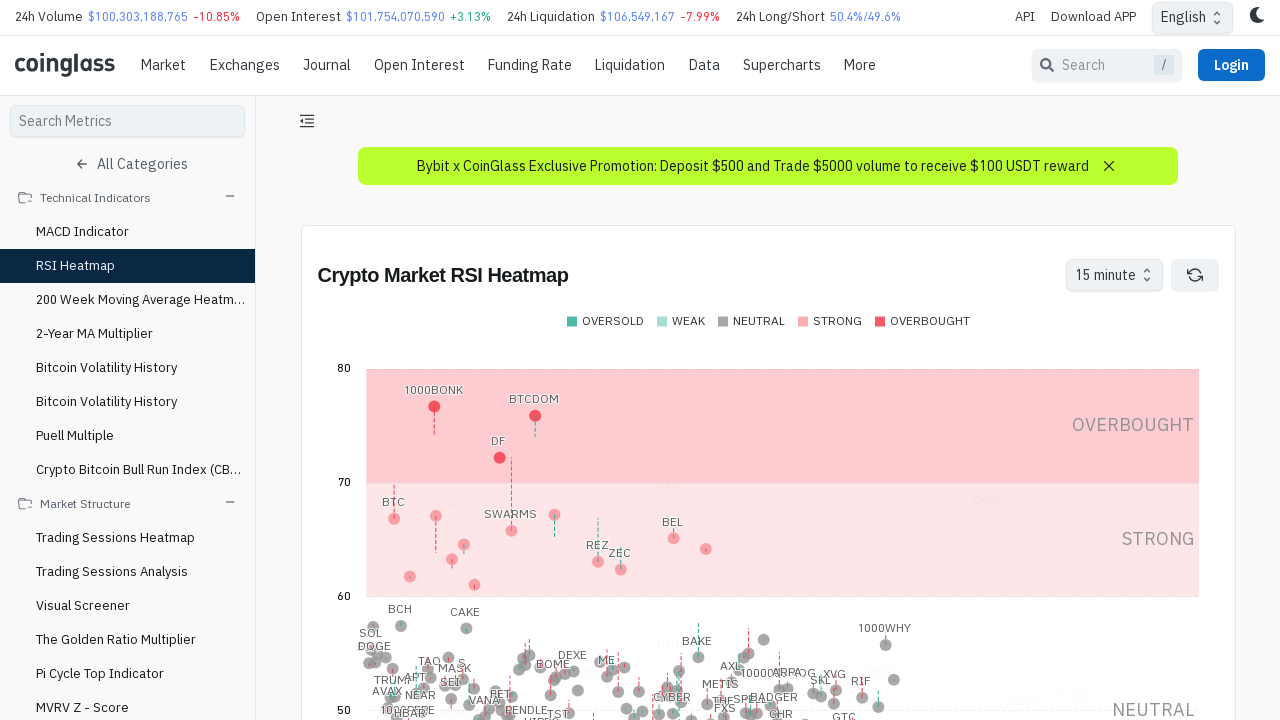 24h Volume $100,303,188,765 -10.85% Open Interest $101,754,070,590 +3.13% 24h Liquidation $106,549,167 -7.99% 24h Long/Short 50.4%/49.6% API Download APP English
coinglass Market Exchanges Journal Open Interest Funding Rate Liquidation Data Supercharts More Search / Login
Search Metrics
All Categories
Technical Indicators
MACD Indicator
RSI Heatmap
200 Week Moving Average Heatm...
2-Year MA Multiplier
Bitcoin Volatility History
Bitcoin Volatility History
Puell Multiple
Crypto Bitcoin Bull Run Index (CB...
Market Structure
Trading Sessions Heatmap
Trading Sessions Analysis
Visual Screener
The Golden Ratio Multiplier
Pi Cycle Top Indicator
MVRV Z - Score
Bybit x CoinGlass Exclusive Promotion: Deposit $500 and Trade $5000 volume to receive $100 USDT reward
Crypto Market RSI Heatmap
15 minute
OVERSOLD WEAK NEUTRAL STRONG OVERBOUGHT
80
1000BONK
BTCDOM
OVERBOUGHT
DF
70
BTC
SWARMS
BEL
STRONG
REZ
ZEC
60
BCH
CAKE
1000WHY
SOL
DOGE
BAKE
DEXE
ME
TAO
BOME
MASK
AXL
XVG
TRUMP
APT
SEI
METIS
RIF
AVAX
NEAR
FET
VANA
CYBER
BADGER
PENDLE
TST
FXS
CHR
GTC
50
NEUTRAL